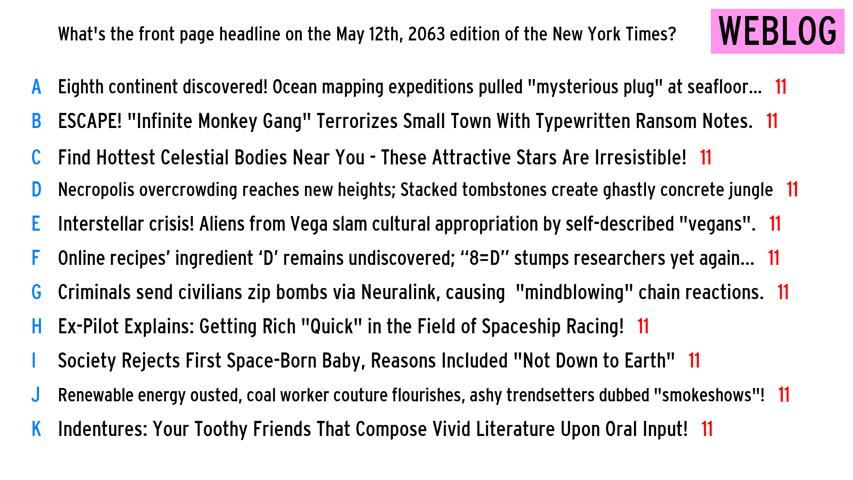 What's the front page headline on the May 12th, 2063 edition of the New York Times?
WEBLOG
A Eighth continent discovered! Ocean mapping expeditions pulled "mysterious plug" at seafloor... 11
B ESCAPE! "Infinite Monkey Gang" Terrorizes Small Town With Typewritten Ransom Notes. 11
C Find Hottest Celestial Bodies Near You - These Attractive Stars Are Irresistible! 11
D Necropolis overcrowding reaches new heights; Stacked tombstones create ghastly concrete jungle 11
E Interstellar crisis! Aliens from Vega slam cultural appropriation by self-described "vegans". 11
F Online recipes’ ingredient ‘D’ remains undiscovered; “8=D” stumps researchers yet again... 11
G Criminals send civilians zip bombs via Neuralink, causing "mindblowing" chain reactions. 11
H Ex-Pilot Explains: Getting Rich "Quick" in the Field of Spaceship Racing! 11
I Society Rejects First Space-Born Baby, Reasons Included "Not Down to Earth" 11
J Renewable energy ousted, coal worker couture flourishes, ashy trendsetters dubbed "smokeshows"! 11
K Indentures: Your Toothy Friends That Compose Vivid Literature Upon Oral Input! 11